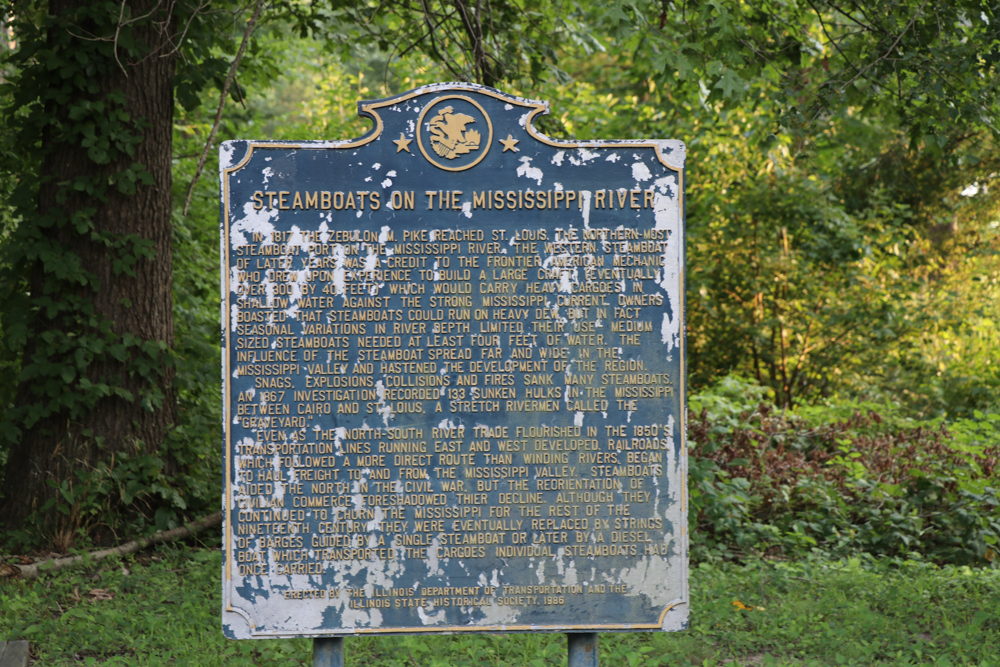 STEAMBOATS ON THE MISSISSIPPI RIVER
IN 1817 THE ZEBULON M. PIKE REACHED ST. LOUIS, THE NORTHERN-MOST
STEAMBOAT PORT ON THE MISSISSIPPI RIVER. THE WESTERN STEAMBOAT
OF LATER YEARS WAS A CREDIT TO THE FRONTIER AMERICAN MECHANIC
WHO DREW UPON EXPERIENCE TO BUILD A LARGE CRAFT, (EVENTUALLY
OVER 300 BY 40 FEET) WHICH WOULD CARRY HEAVY CARGOES IN
SHALLOW WATER AGAINST THE STRONG MISSISSIPPI CURRENT. OWNERS
BOASTED THAT STEAMBOATS COULD RUN ON HEAVY DEW, BUT IN FACT
SEASONAL VARIATIONS IN RIVER DEPTH LIMITED THEIR USE. MEDIUM
SIZED STEAMBOATS NEEDED AT LEAST FOUR FEET OF WATER. THE
INFLUENCE OF THE STEAMBOAT SPREAD FAR AND WIDE IN THE
MISSISSIPPI VALLEY AND HASTENED THE DEVELOPMENT OF THE REGION.
SNAGS, EXPLOSIONS, COLLISIONS AND FIRES SANK MANY STEAMBOATS.
AN 1867 INVESTIGATION RECORDED 133 SUNKEN HULKS IN THE MISSISSIPPI
BETWEEN CAIRO AND ST. LOIUS, A STRETCH RIVERMEN CALLED THE
"GRAVEYARD."
EVEN AS THE NORTH-SOUTH RIVER TRADE FLOURISHED IN THE 1850'S
TRANSPORTATION LINES RUNNING EAST AND WEST DEVELOPED. RAILROADS
WHICH FOLLOWED A MORE DIRECT ROUTE THAN WINDING RIVERS, BEGAN
TO HAUL FREIGHT TO AND FROM THE MISSISSIPPI VALLEY. STEAMBOATS
AIDED THE NORTH IN THE CIVIL WAR, BUT THE REORIENTATION OF
CIVILIAN COMMERCE FORESHADOWED THIER DECLINE. ALTHOUGH THEY
CONTINUED TO CHURN THE MISSISSIPPI FOR THE REST OF THE
NINETEENTH CENTURY, THEY WERE EVENTUALLY REPLACED BY STRINGS
OF BARGES GUIDED BY A SINGLE STEAMBOAT OR LATER BY A DIESEL
BOAT WHICH TRANSPORTED THE CARGOES INDIVIDUAL STEAMBOATS HAD
ONCE CARRIED.
ERECTED BY THE ILLINOIS DEPARTMENT OF TRANSPORTATION AND THE
ILLINOIS STATE HISTORICAL SOCIETY, 1986